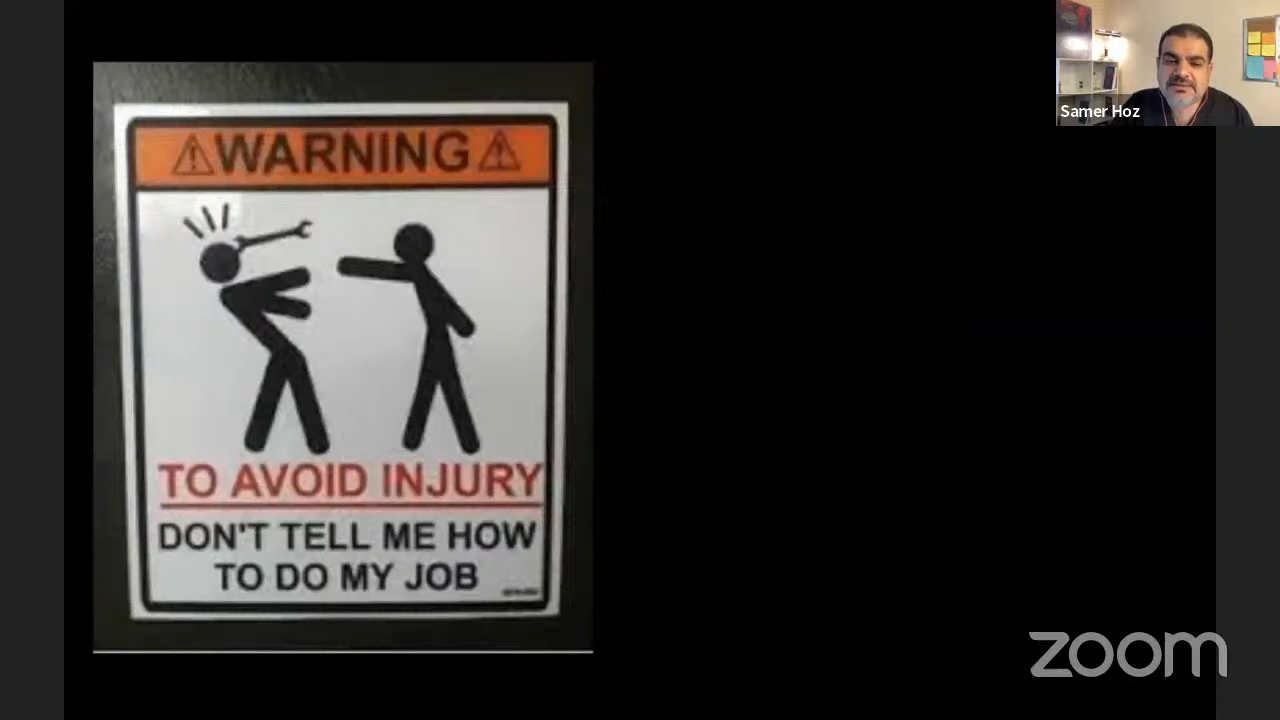 WARNING
TO AVOID INJURY
DON'T TELL ME HOW
TO DO MY JOB
Samer Hoz
zoom